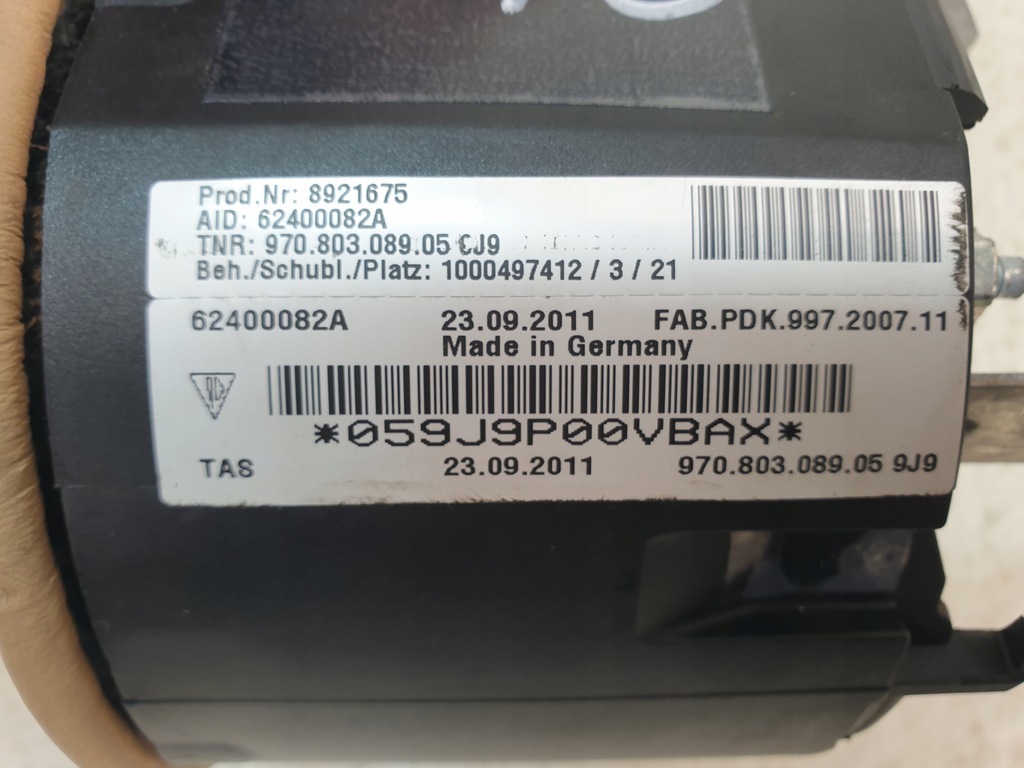 Prod.Nr: 8921675
AID: 62400082A
TNR: 970.803.089.05 CJ9
Beh./Schubl./Platz: 1000497412 / 3 / 21
62400082A 23.09.2011 FAB.PDK.997.2007.11
Made in Germany
*059J9P00VBAX*
TAS 23.09.2011 970.803.089.05 9J9